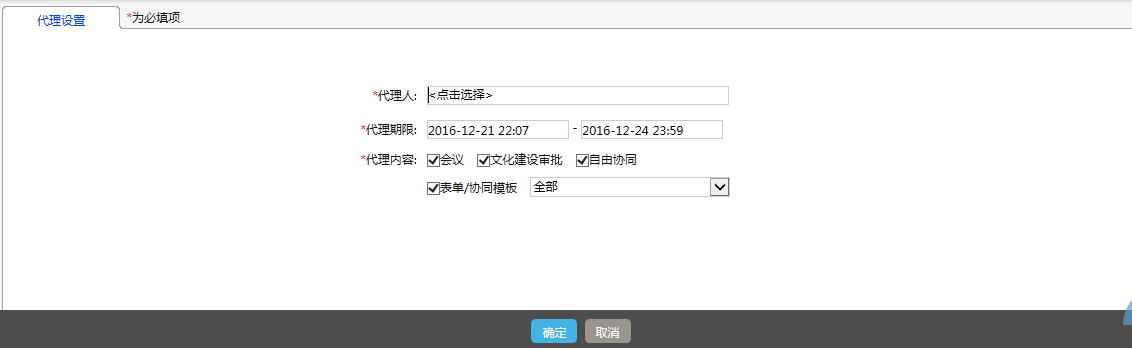 代理设置 *为必填项
*代理人: <点击选择>
*代理期限: 2016-12-21 22:07 - 2016-12-24 23:59
*代理内容: 会议 文化建设审批 自由协同
表单/协同模板 全部
确定 取消